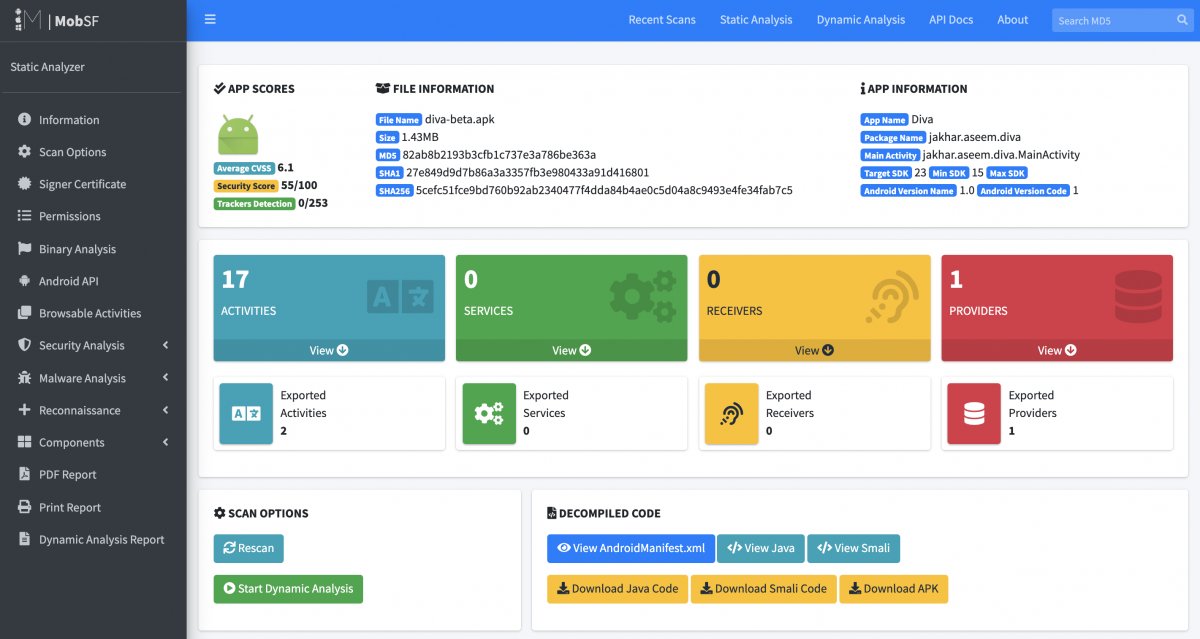 MobSF
Recent Scans
Static Analysis
Dynamic Analysis
API Docs
About
Search MD5
Static Analyzer
Information
Scan Options
Signer Certificate
Permissions
Binary Analysis
Android API
Browsable Activities
Security Analysis
Malware Analysis
Reconnaissance
Components
PDF Report
Print Report
Dynamic Analysis Report
APP SCORES
Average CVSS 6.1
Security Score 55/100
Trackers Detection 0/253
FILE INFORMATION
File Name diva-beta.apk
Size 1.43MB
MD5 82ab8b2193b3cfb1c737e3a786be363a
SHA1 27e849d9d7b86a3a3357fb3e980433a91d416801
SHA256 5cefc51fce9bd760b92ab2340477f4dda84b4ae0c5d04a8c9493e4fe34fab7c5
APP INFORMATION
App Name Diva
Package Name jakhar.aseem.diva
Main Activity jakhar.aseem.diva.MainActivity
Target SDK 23 Min SDK 15 Max SDK
Android Version Name 1.0 Android Version Code 1
17
ACTIVITIES
View
0
SERVICES
View
0
RECEIVERS
View
1
PROVIDERS
View
Exported
Activities
2
Exported
Services
0
Exported
Receivers
0
Exported
Providers
1
SCAN OPTIONS
Rescan
Start Dynamic Analysis
DECOMPILED CODE
View AndroidManifest.xml
View Java
View Smali
Download Java Code
Download Smali Code
Download APK